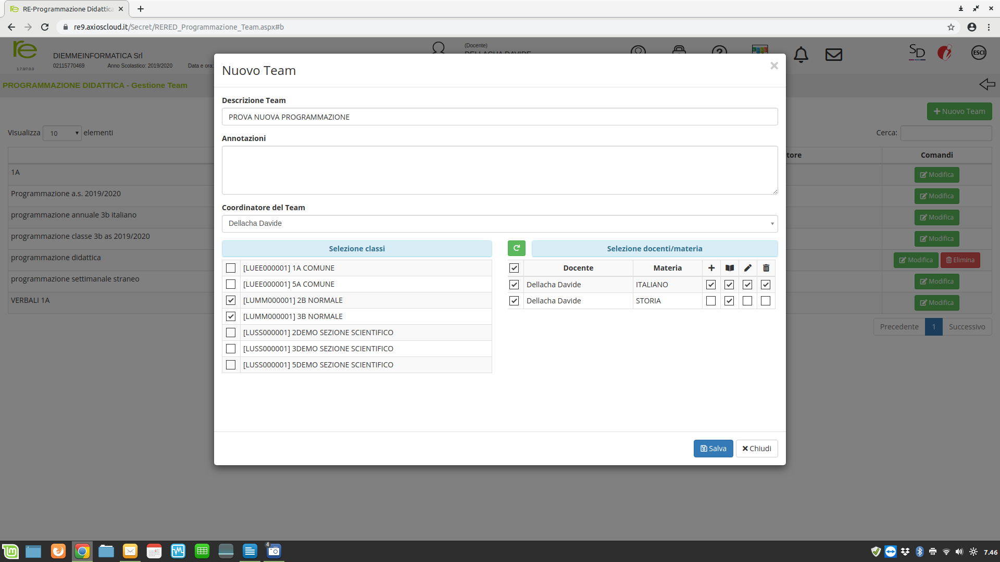 RE-Programmazione Didattica
re9.axioscloud.it/Secret/RERED_Programmazione_Team.aspx#b
re
1.7.0/7.0.0
DIEMMEINFORMATICA Srl
02115770469 Anno Scolastico: 2019/2020 Data e ora:
(Docente)
DELLACHA DAVIDE
SD
ESCI
PROGRAMMAZIONE DIDATTICA - Gestione Team
Nuovo Team
Visualizza 10 elementi
Cerca:
tore Comandi
1A Modifica
Programmazione a.s. 2019/2020 Modifica
programmazione annuale 3b italiano Modifica
programmazione classe 3b as 2019/2020 Modifica
programmazione didattica Modifica Elimina
programmazione settimanale straneo Modifica
VERBALI 1A Modifica
Precedente 1 Successivo
Nuovo Team
Descrizione Team
PROVA NUOVA PROGRAMMAZIONE
Annotazioni
Coordinatore del Team
Dellacha Davide
Selezione classi
[LUEE000001] 1A COMUNE
[LUEE000001] 5A COMUNE
[LUMM000001] 2B NORMALE
[LUMM000001] 3B NORMALE
[LUSS000001] 2DEMO SEZIONE SCIENTIFICO
[LUSS000001] 3DEMO SEZIONE SCIENTIFICO
[LUSS000001] 5DEMO SEZIONE SCIENTIFICO
Selezione docenti/materia
Docente Materia
Dellacha Davide ITALIANO
Dellacha Davide STORIA
Salva Chiudi
4
7.46